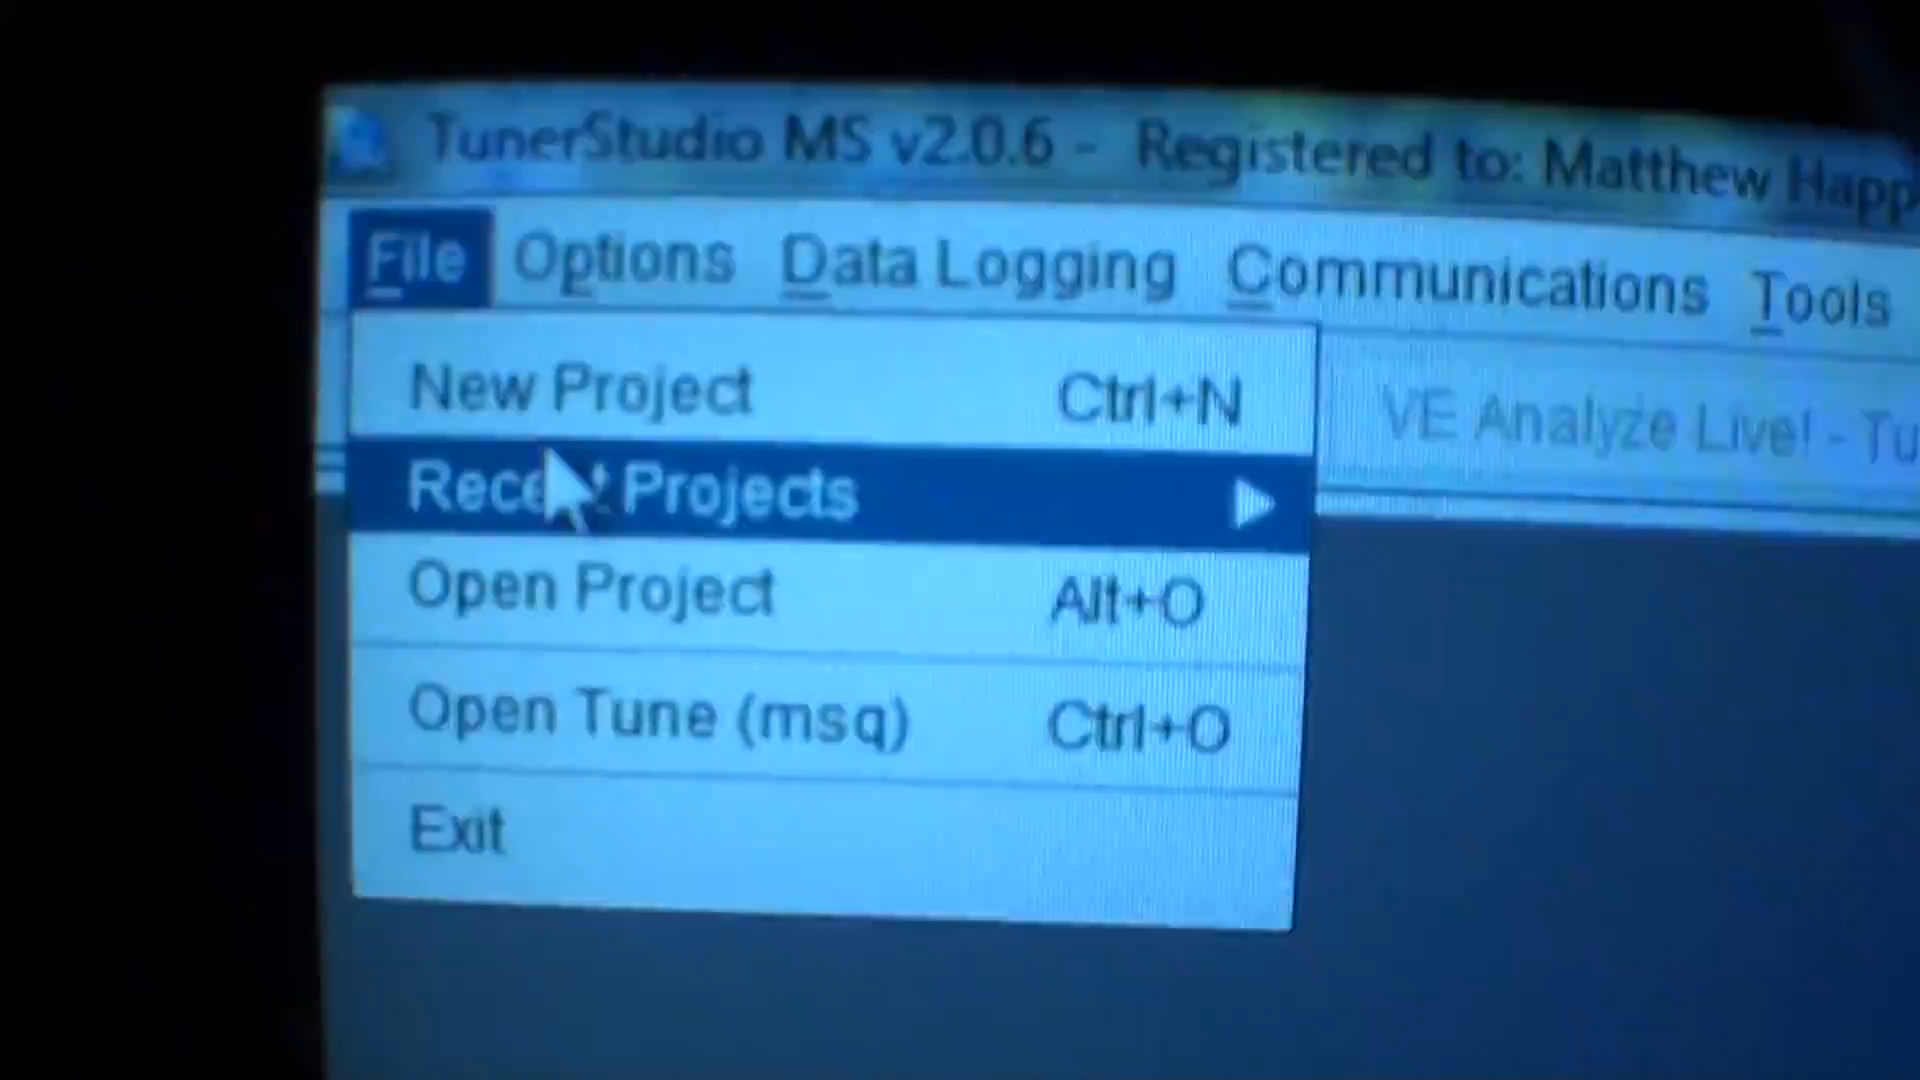 TunerStudio MS v2.0.6 - Registered to: Matthew
File Options Data Logging Communications Tools
New Project Ctrl+N
VE Analyze Live! -
Recent Projects
Open Project Alt+O
Open Tune (msq) Ctrl+O
Exit